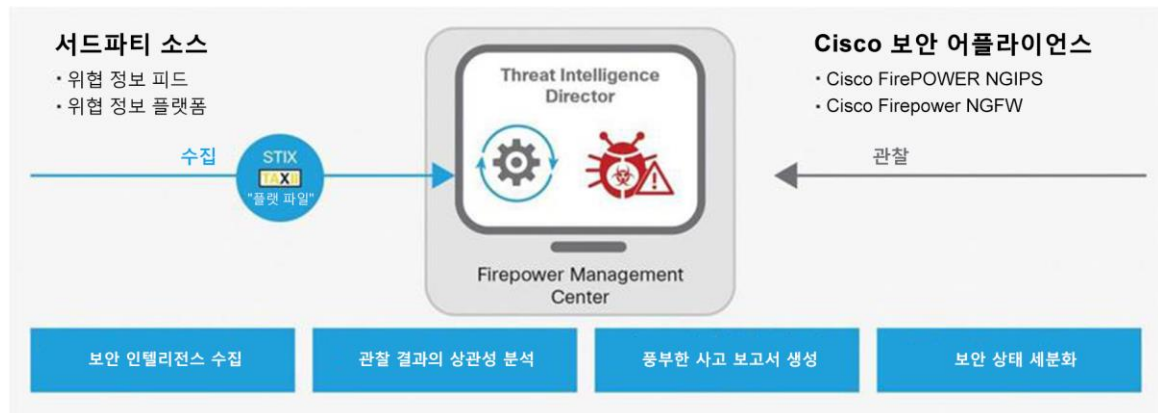 서드파티 소스
• 위협 정보 피드
• 위협 정보 플랫폼
수집
STIX
TAXII
"플랫 파일"
Threat Intelligence
Director
Firepower Management
Center
Cisco 보안 어플라이언스
• Cisco FirePOWER NGIPS
• Cisco Firepower NGFW
관찰
보안 인텔리전스 수집
관찰 결과의 상관성 분석
풍부한 사고 보고서 생성
보안 상태 세분화